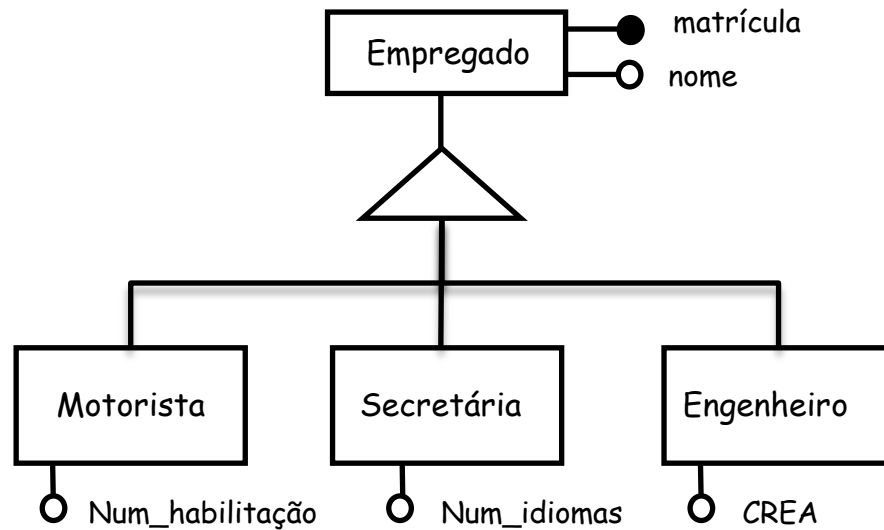 Empregado
matrícula
nome
Motorista
Secretária
Engenheiro
Num_habilitação
Num_idiomas
CREA